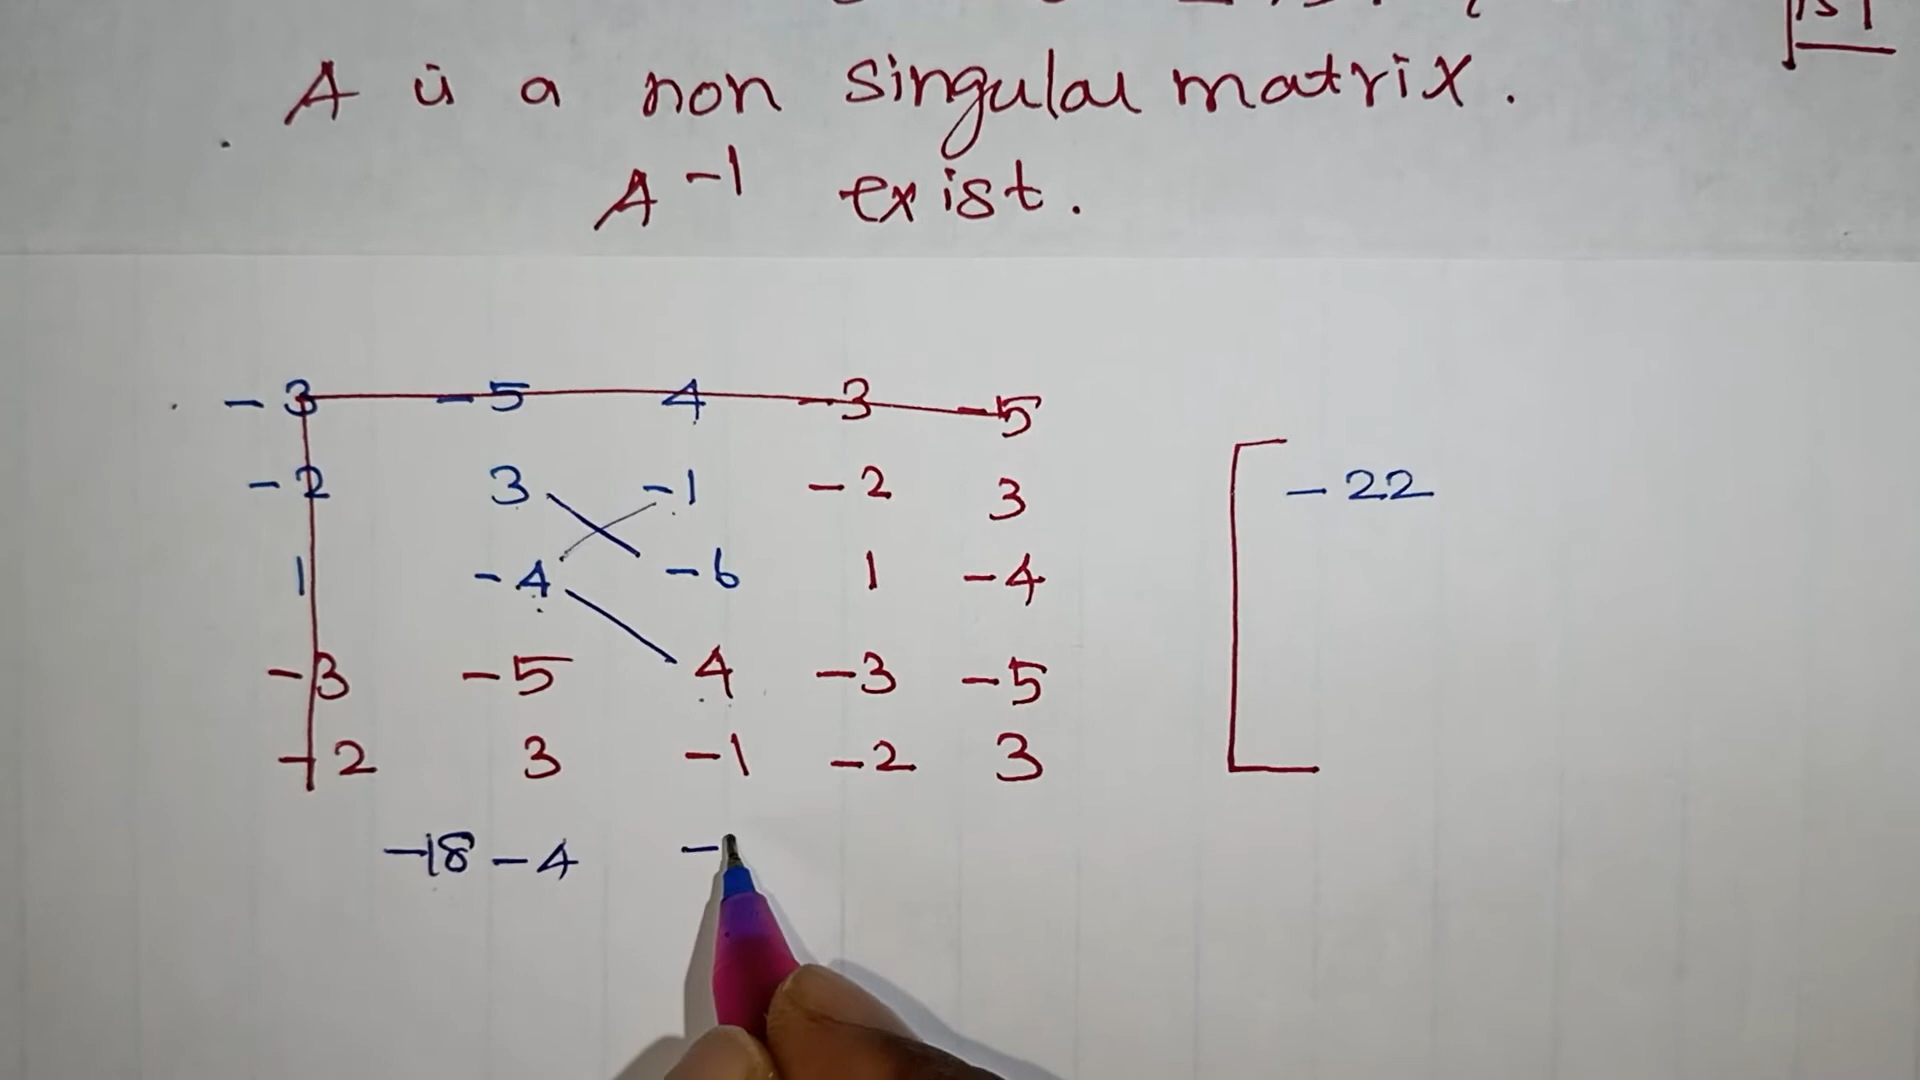 A is a non singular matrix.
A⁻¹ exist.
-3 -5 4 -3 -5
-2 3 -1 -2 3
-22
1 -4 -6 1 -4
-3 -5 4 -3 -5
-2 3 -1 -2 3
-18 - 4 -